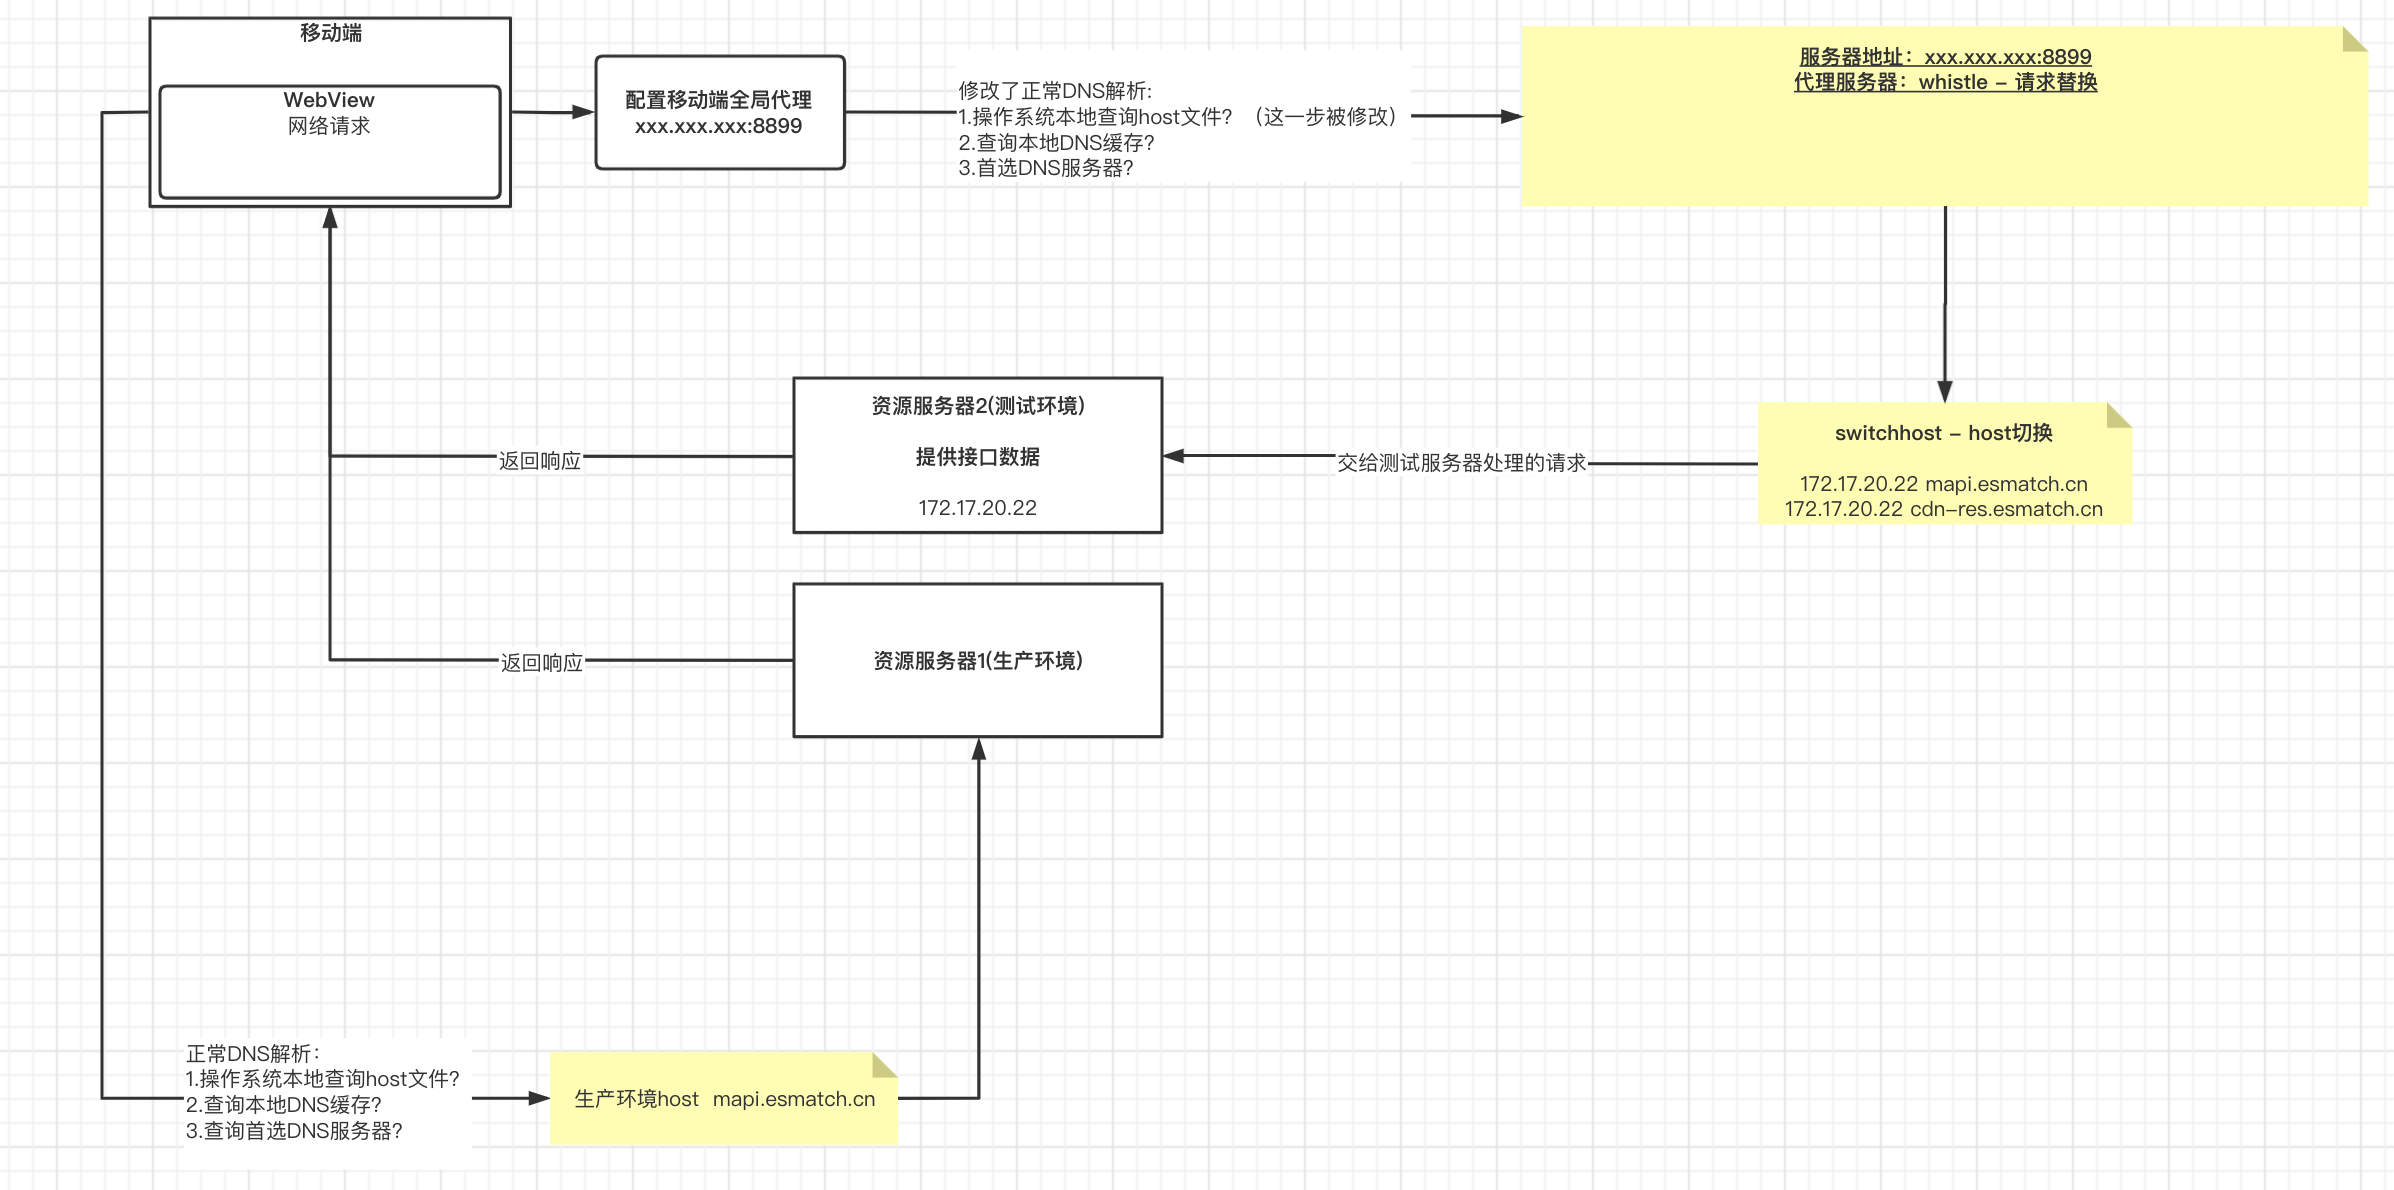 移动端
WebView
网络请求
配置移动端全局代理
xxx.xxx.xxx:8899
修改了正常DNS解析:
1.操作系统本地查询host文件？（这一步被修改）
2.查询本地DNS缓存?
3.首选DNS服务器?
服务器地址：xxx.xxx.xxx:8899
代理服务器：whistle - 请求替换
switchhost - host切换
172.17.20.22 mapi.esmatch.cn
172.17.20.22 cdn-res.esmatch.cn
交给测试服务器处理的请求
资源服务器2(测试环境)
提供接口数据
172.17.20.22
返回响应
资源服务器1(生产环境)
返回响应
正常DNS解析：
1.操作系统本地查询host文件?
2.查询本地DNS缓存?
3.查询首选DNS服务器?
生产环境host mapi.esmatch.cn